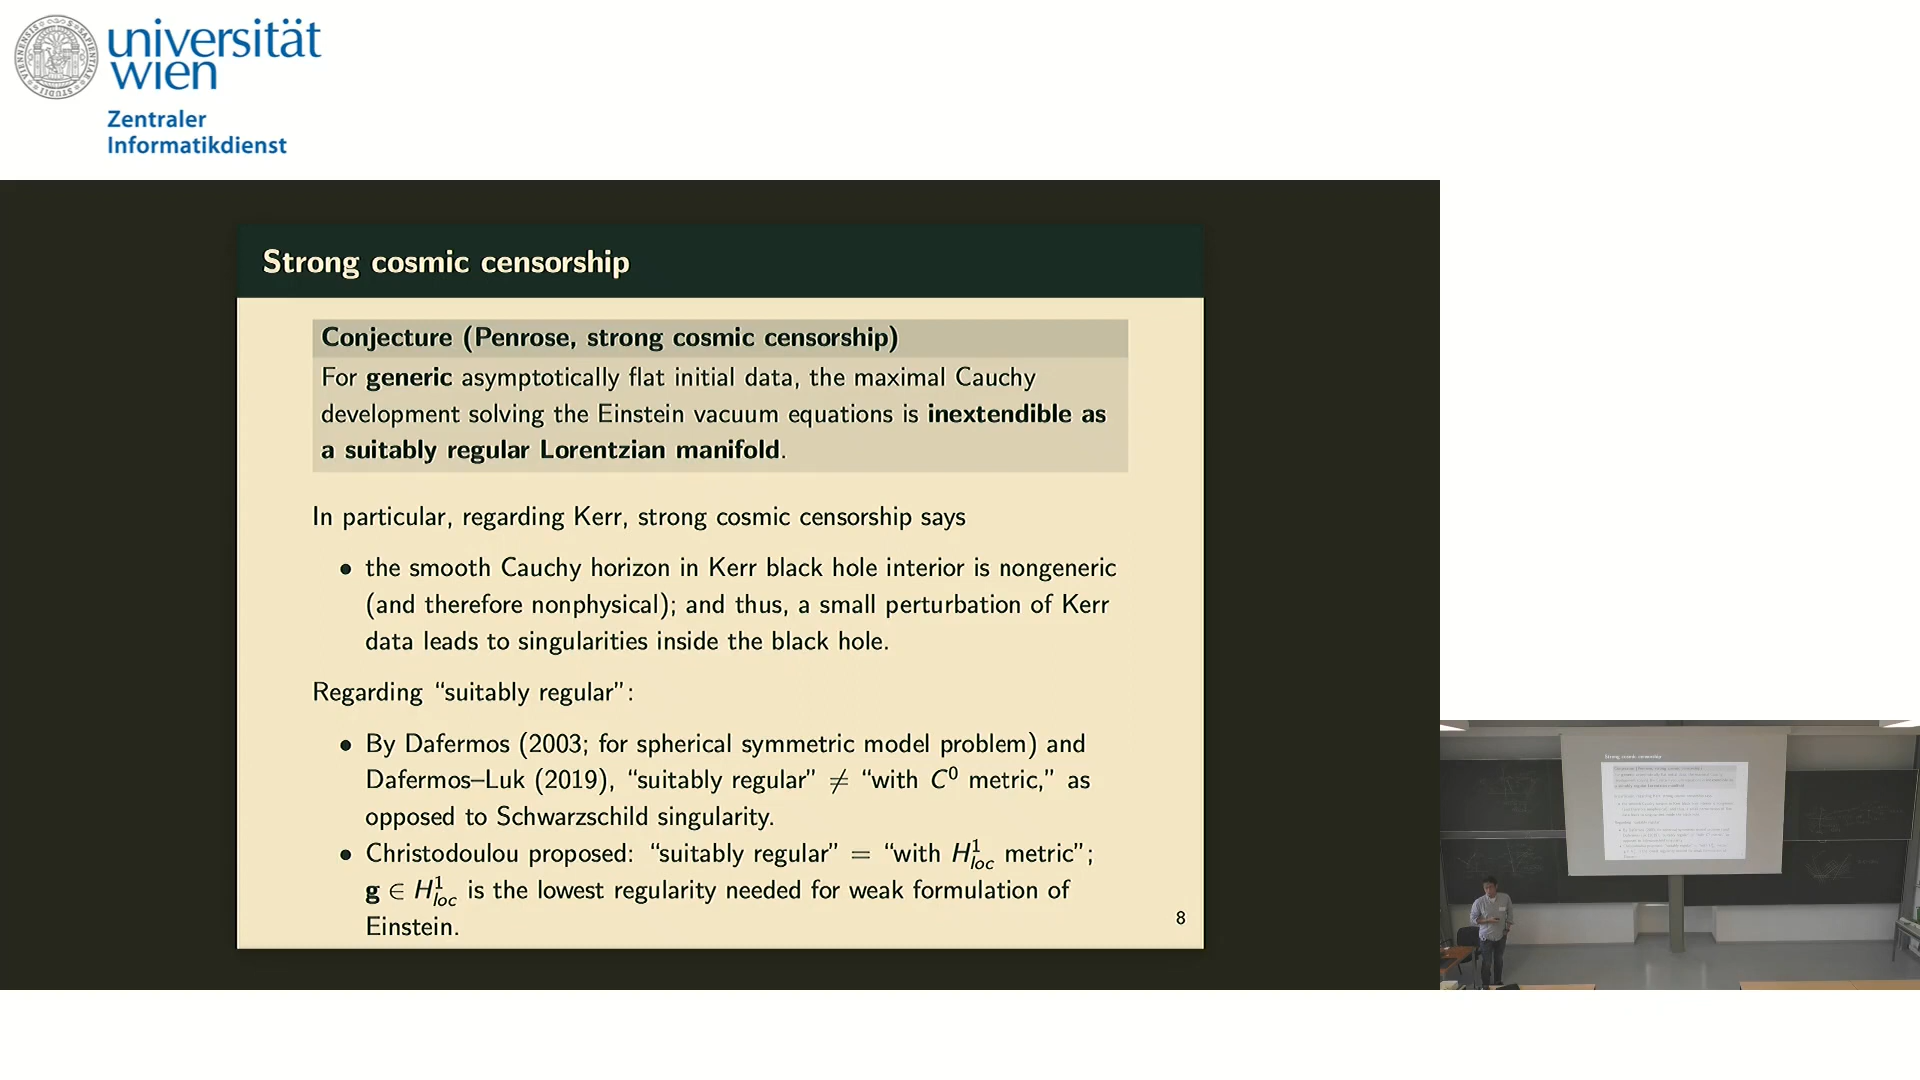 universität
wien
Zentraler
Informatikdienst
Strong cosmic censorship
Conjecture (Penrose, strong cosmic censorship)
For generic asymptotically flat initial data, the maximal Cauchy
development solving the Einstein vacuum equations is inextendible as
a suitably regular Lorentzian manifold.
In particular, regarding Kerr, strong cosmic censorship says
• the smooth Cauchy horizon in Kerr black hole interior is nongeneric
(and therefore nonphysical); and thus, a small perturbation of Kerr
data leads to singularities inside the black hole.
Regarding “suitably regular”:
• By Dafermos (2003; for spherical symmetric model problem) and
Dafermos–Luk (2019), “suitably regular” ≠ “with C⁰ metric,” as
opposed to Schwarzschild singularity.
• Christodoulou proposed: “suitably regular” = “with H¹_loc metric”;
g ∈ H¹_loc is the lowest regularity needed for weak formulation of
Einstein.
8
Strong cosmic censorship